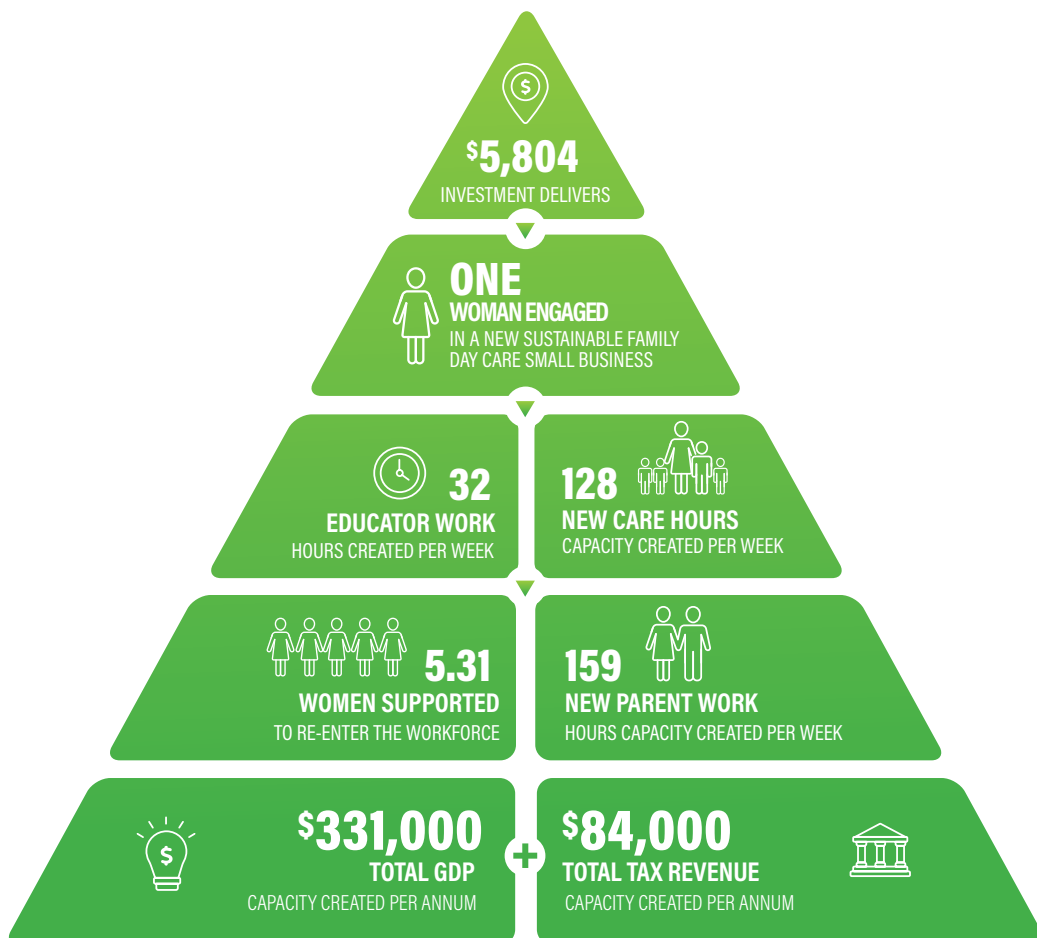 $
$5,804
INVESTMENT DELIVERS
ONE
WOMAN ENGAGED
IN A NEW SUSTAINABLE FAMILY
DAY CARE SMALL BUSINESS
32
EDUCATOR WORK
HOURS CREATED PER WEEK
128
NEW CARE HOURS
CAPACITY CREATED PER WEEK
5.31
WOMEN SUPPORTED
TO RE-ENTER THE WORKFORCE
159
NEW PARENT WORK
HOURS CAPACITY CREATED PER WEEK
$
$331,000
TOTAL GDP
CAPACITY CREATED PER ANNUM
+
$84,000
TOTAL TAX REVENUE
CAPACITY CREATED PER ANNUM